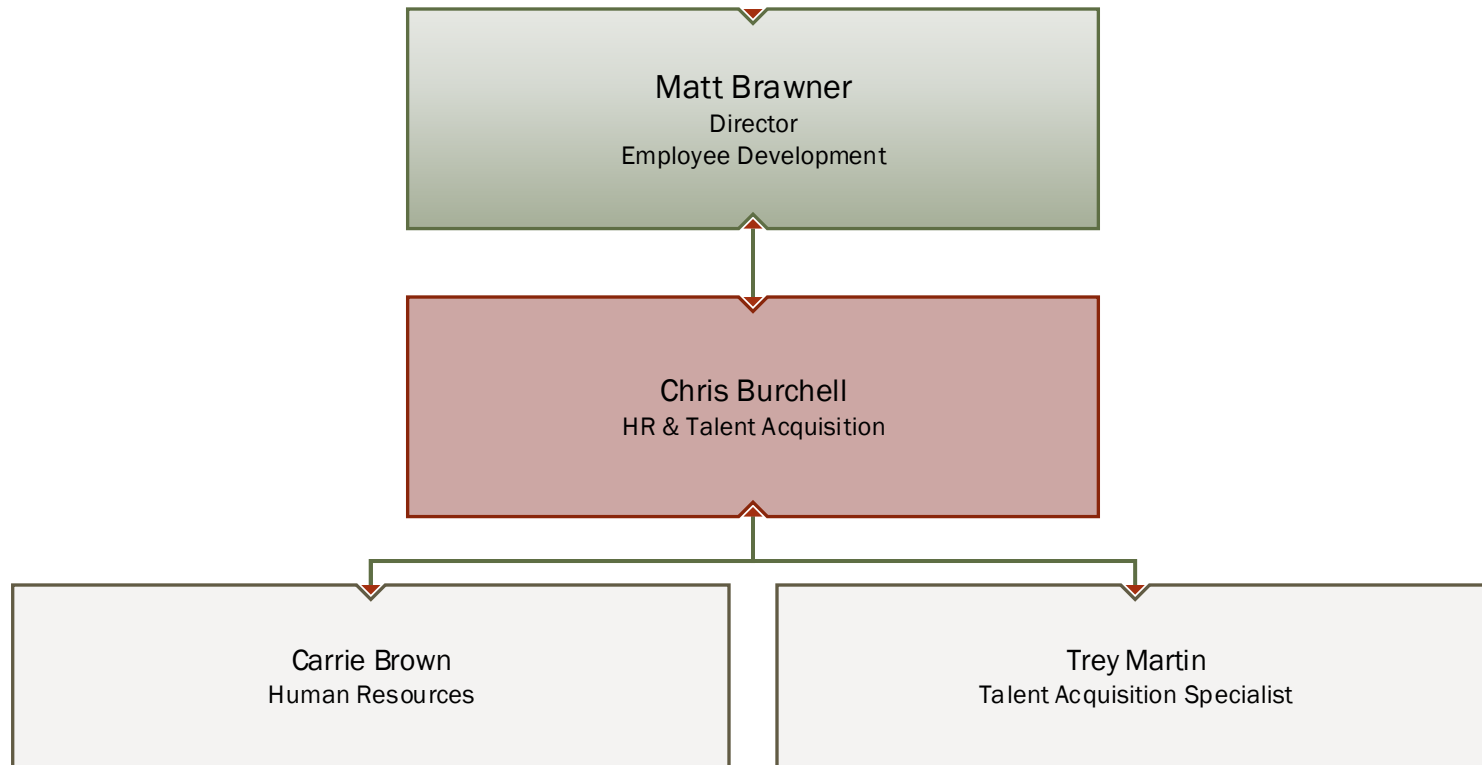 Matt Brawner
Director
Employee Development
Chris Burchell
HR & Talent Acquisition
Carrie Brown
Human Resources
Trey Martin
Talent Acquisition Specialist